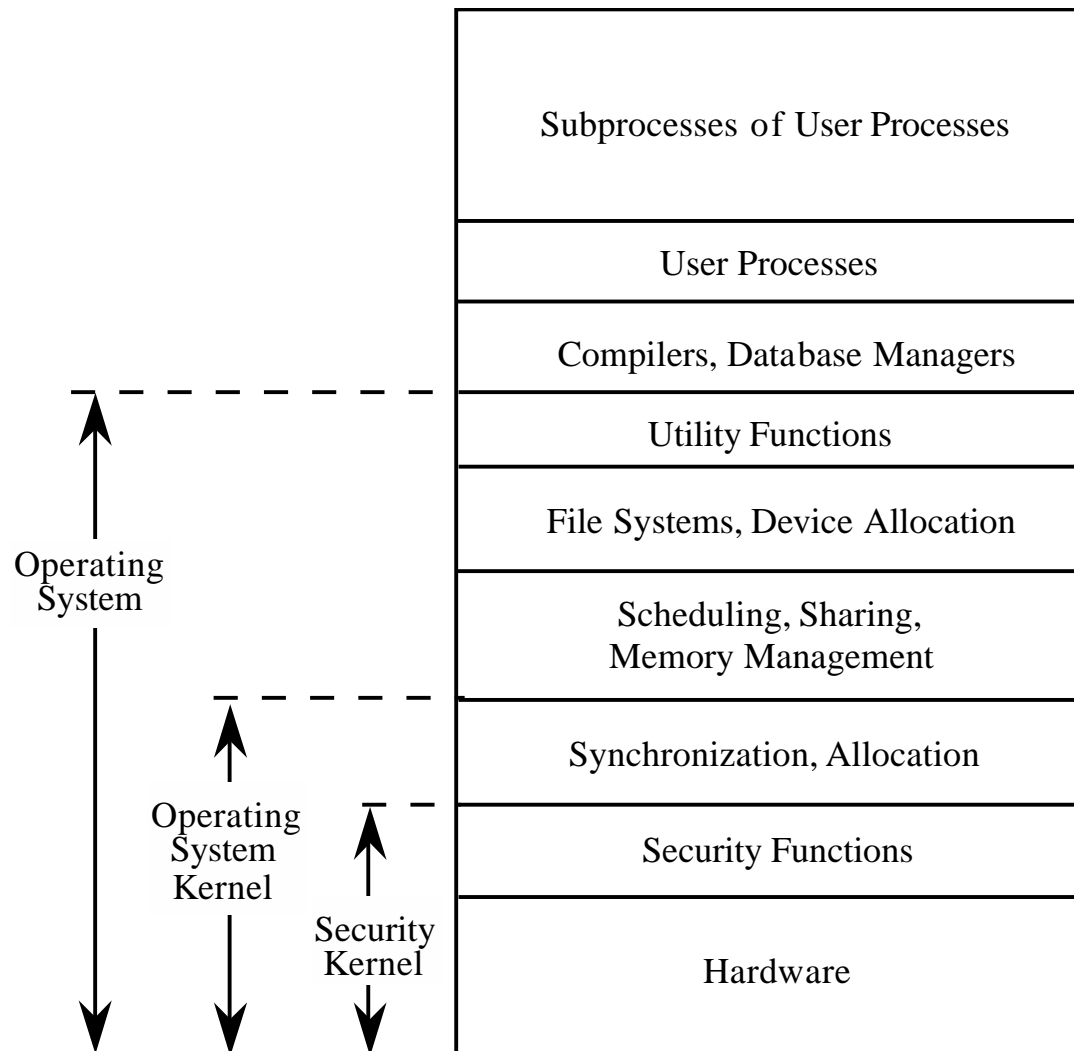 Subprocesses of User Processes
User Processes
Compilers, Database Managers
Utility Functions
File Systems, Device Allocation
Scheduling, Sharing,
Memory Management
Synchronization, Allocation
Security Functions
Hardware
Operating
System
Operating
System
Kernel
Security
Kernel